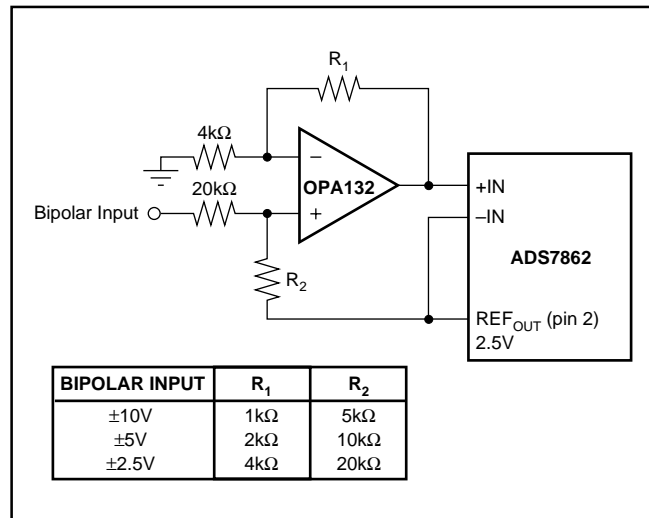 R1
4kΩ
−
OPA132
+IN
20kΩ
Bipolar Input
+
−IN
ADS7862
R2
REFOUT (pin 2)
2.5V
BIPOLAR INPUT R1 R2
±10V 1kΩ 5kΩ
±5V 2kΩ 10kΩ
±2.5V 4kΩ 20kΩ